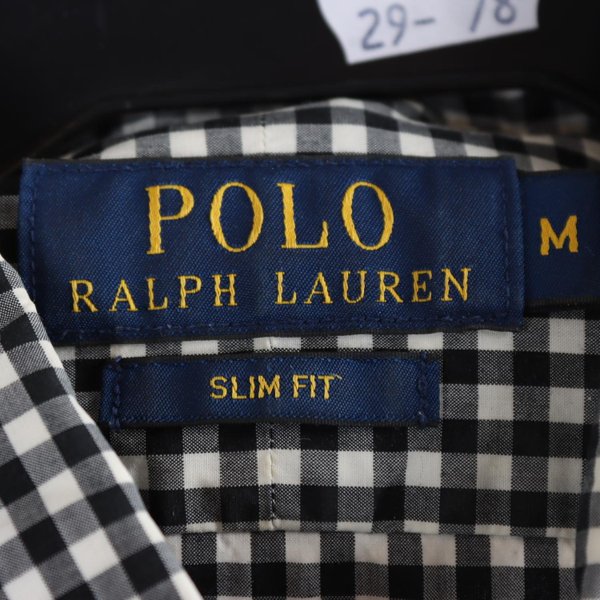 29- 78
POLO
RALPH LAUREN
M
SLIM FIT